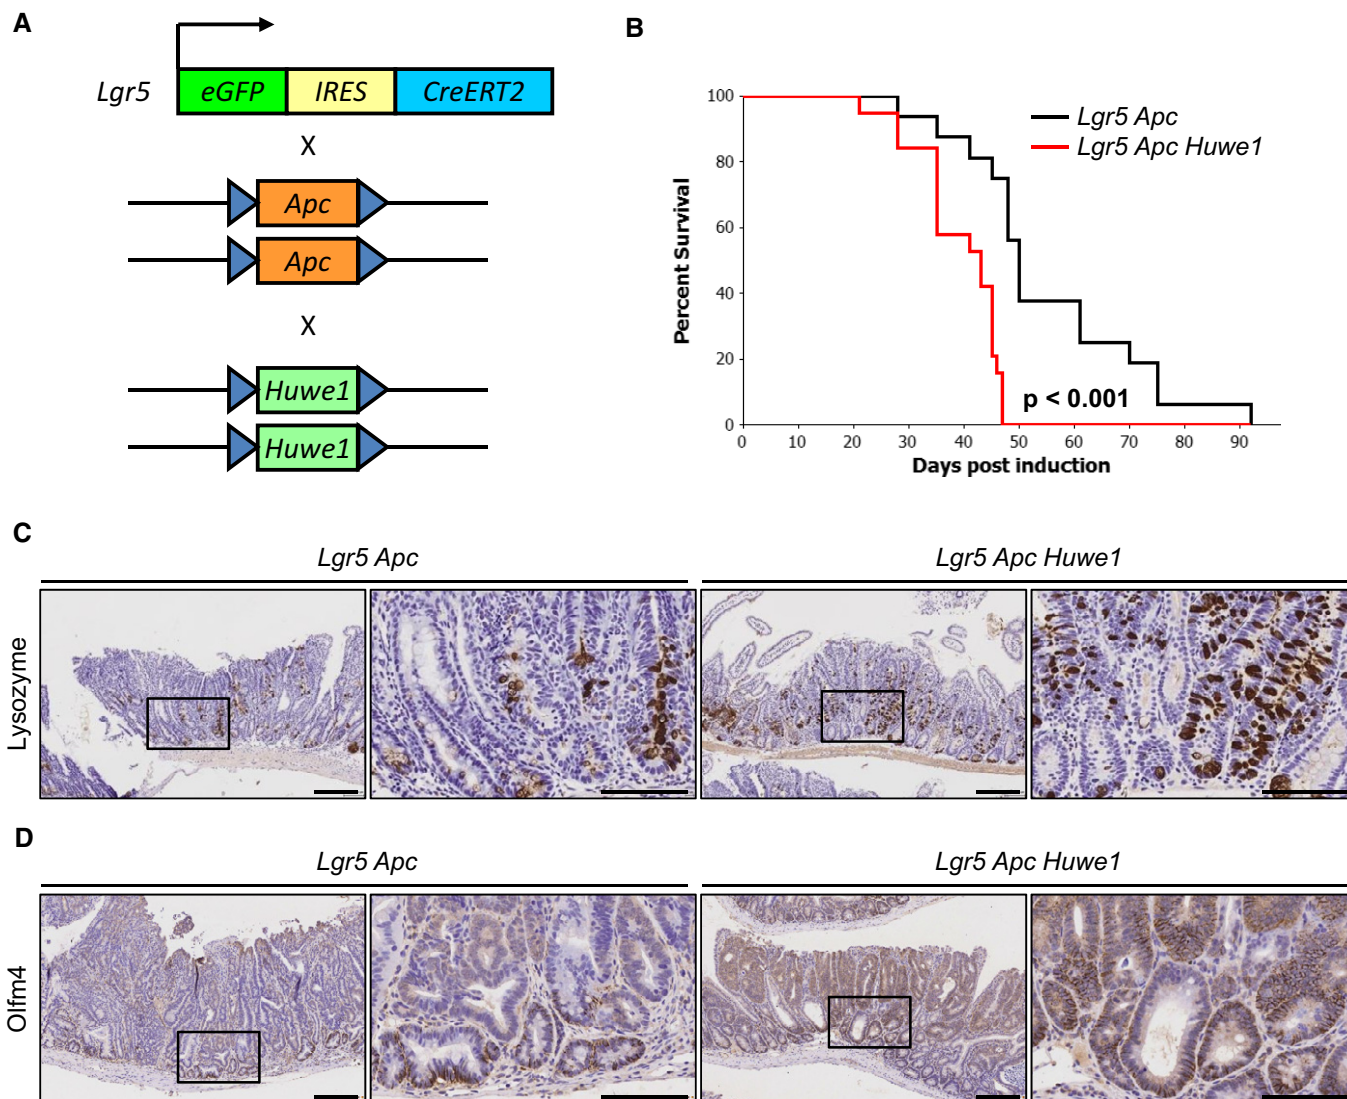 A
Lgr5 eGFP IRES CreERT2
X
Apc
Apc
X
Huwe1
Huwe1
B
100
80
60
40
20
0
Percent Survival
Lgr5 Apc
Lgr5 Apc Huwe1
p < 0.001
0 10 20 30 40 50 60 70 80 90
Days post induction
C
Lgr5 Apc Lgr5 Apc Huwe1
Lysozyme
D
Lgr5 Apc Lgr5 Apc Huwe1
Olfm4